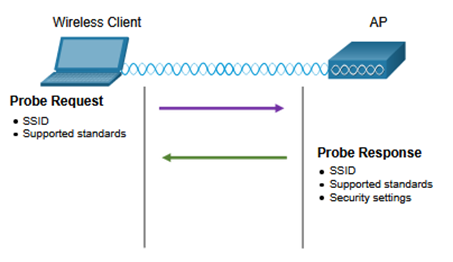 Wireless Client
AP
Probe Request
• SSID
• Supported standards
Probe Response
• SSID
• Supported standards
• Security settings